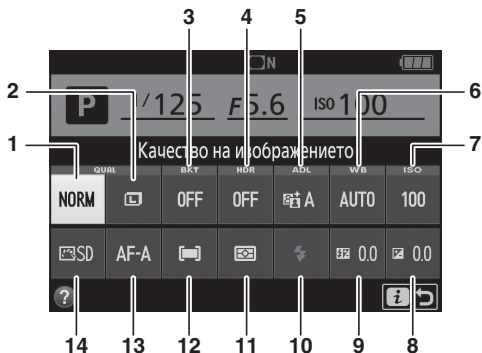 3 4 5
N
2 6
P 1/125 F5.6 ISO 100
1 7
Качество на изображението
QUAL BKT HDR ADL WB ISO
NORM L OFF OFF A AUTO 100
SD AF-A 0.0 0.0
? i
14 13 12 11 10 9 8